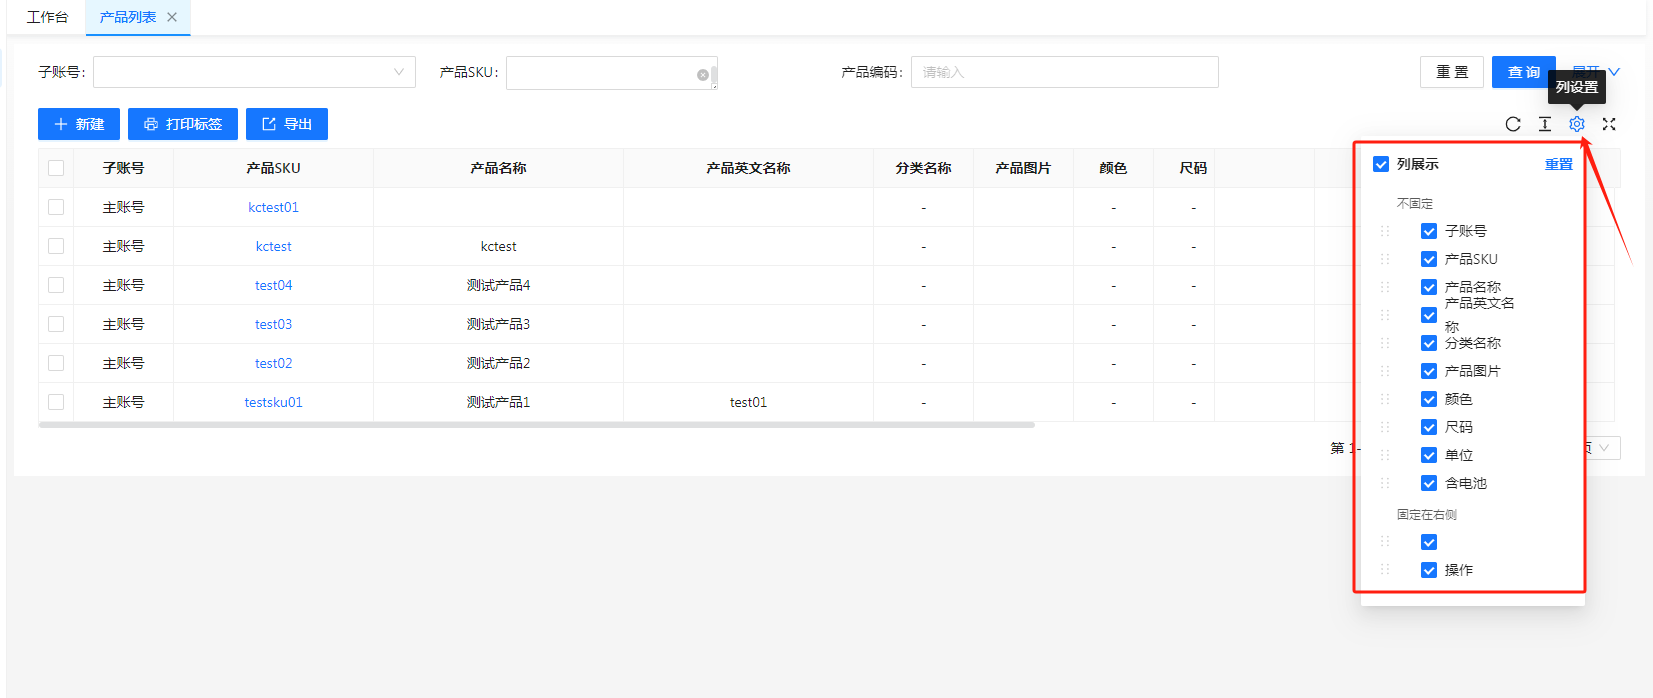 工作台
产品列表
子账号:
产品SKU:
产品编码:
请输入
重 置
查 询
列设置
新建
打印标签
导出
子账号 产品SKU 产品名称 产品英文名称 分类名称 产品图片 颜色 尺码
主账号 kctest01 - - -
主账号 kctest kctest - - -
主账号 test04 测试产品4 - - -
主账号 test03 测试产品3 - - -
主账号 test02 测试产品2 - - -
主账号 testsku01 测试产品1 test01 - - -
第 1-
列展示
重置
不固定
子账号
产品SKU
产品名称
产品英文名
称
分类名称
产品图片
颜色
尺码
单位
含电池
固定在右侧
操作